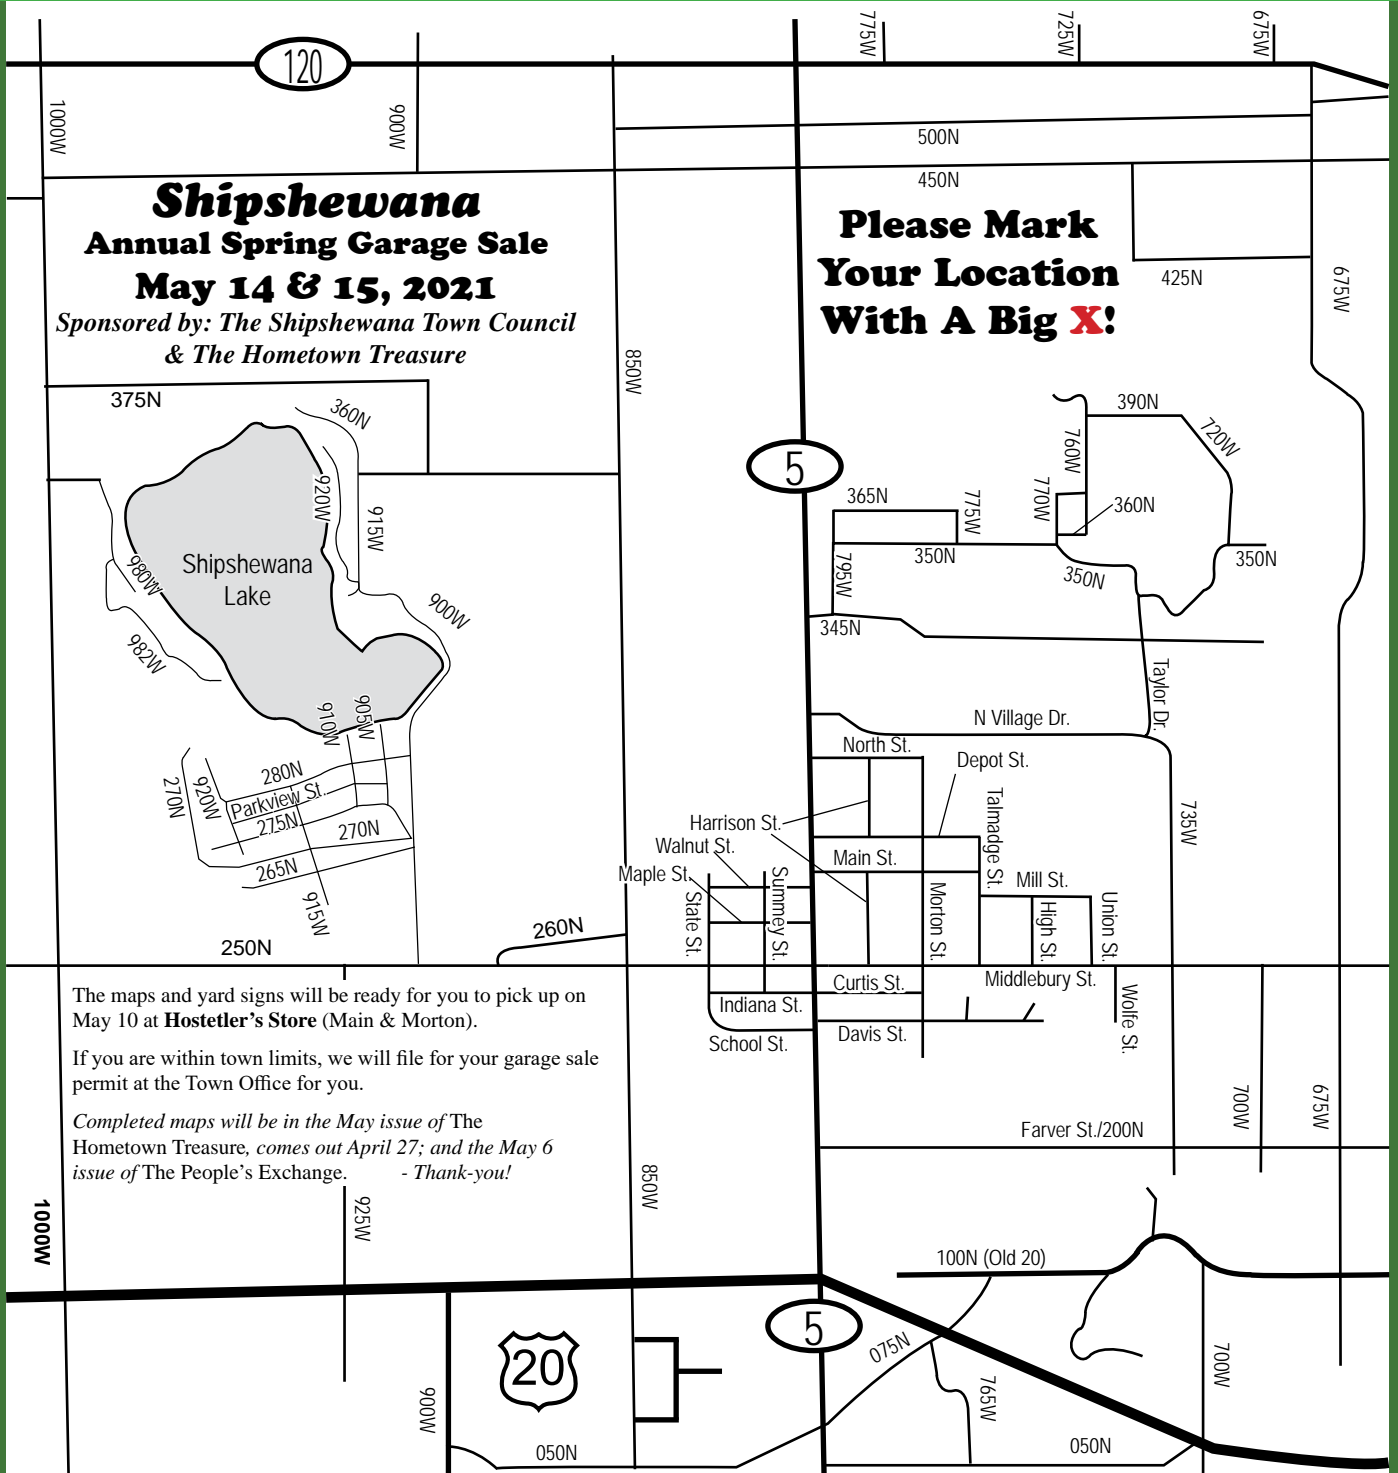 775W
725W
675W
120
1000W
900W
500N
450N
Shipshewana
Annual Spring Garage Sale
May 14 & 15, 2021
Sponsored by: The Shipshewana Town Council
& The Hometown Treasure
Please Mark
Your Location
With A Big X!
425N
675W
850W
375N
360N
390N
720W
760W
5
920W
915W
365N
775W
770W
360N
350N
350N
350N
795W
Shipshewana
Lake
980W
900W
982W
345N
Taylor Dr.
910W
905W
N Village Dr.
North St.
Depot St.
280N
270N
920W
Parkview St.
275N
270N
265N
915W
Harrison St.
Walnut St.
Maple St.
Main St.
Talmadge St.
735W
Mill St.
State St.
Summey St.
Morton St.
High St.
Union St.
250N
260N
Curtis St.
Middlebury St.
Indiana St.
Wolfe St.
School St.
Davis St.
The maps and yard signs will be ready for you to pick up on
May 10 at Hostetler's Store (Main & Morton).
If you are within town limits, we will file for your garage sale
permit at the Town Office for you.
Completed maps will be in the May issue of The
Hometown Treasure, comes out April 27; and the May 6
issue of The People's Exchange. - Thank-you!
700W
675W
Farver St./200N
850W
1000W
925W
100N (Old 20)
5
20
075N
900W
765W
700W
050N
050N